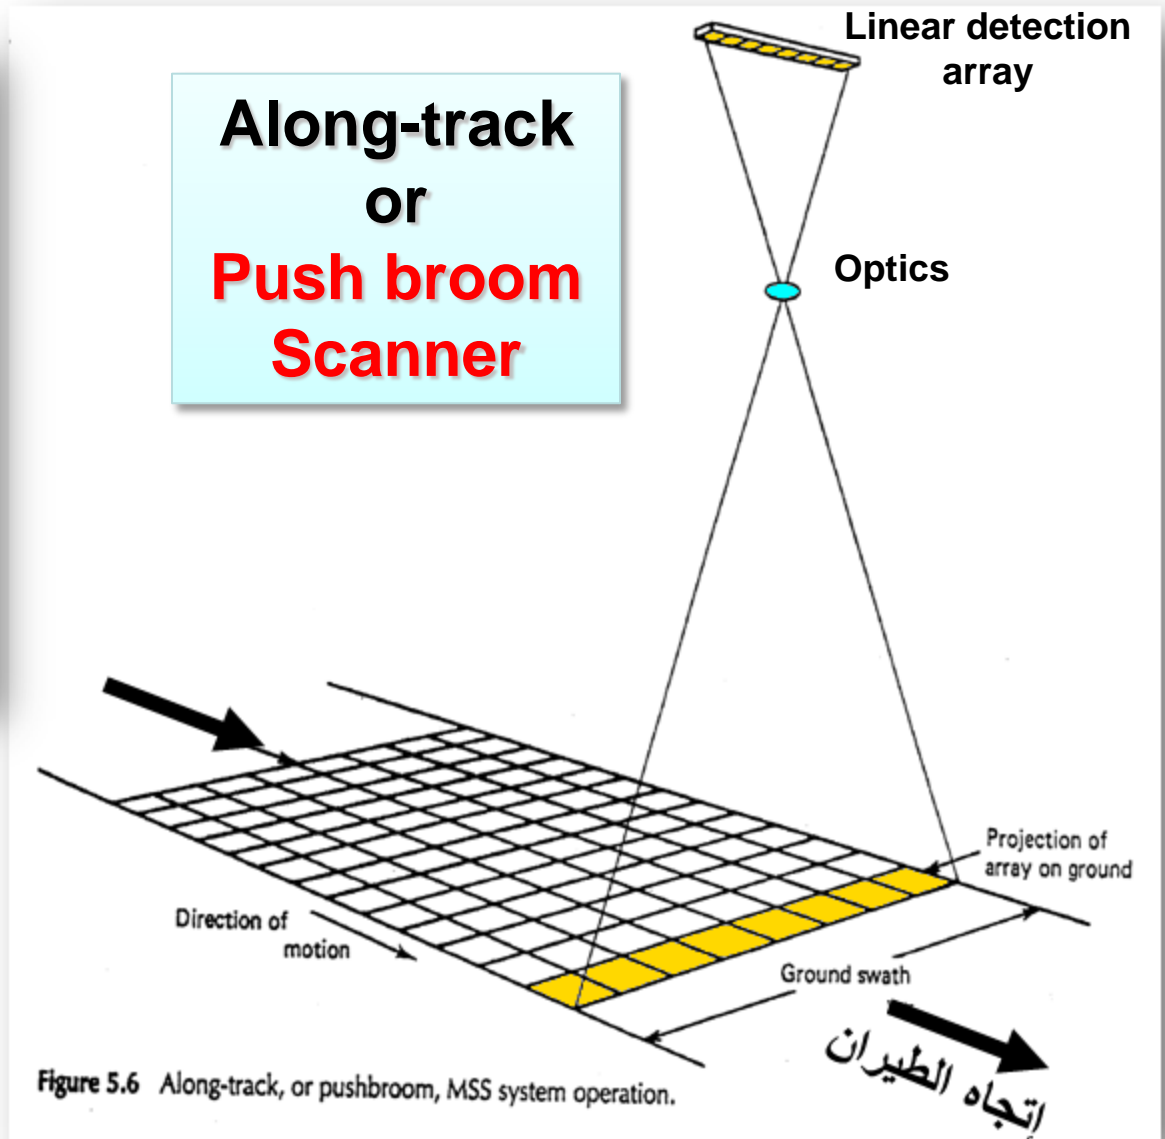 Linear detection
array
Along-track
or
Push broom
Scanner
Optics
Projection of
array on ground
Direction of
motion
Ground swath
إتجاه الطيران
Figure 5.6 Along-track, or pushbroom, MSS system operation.